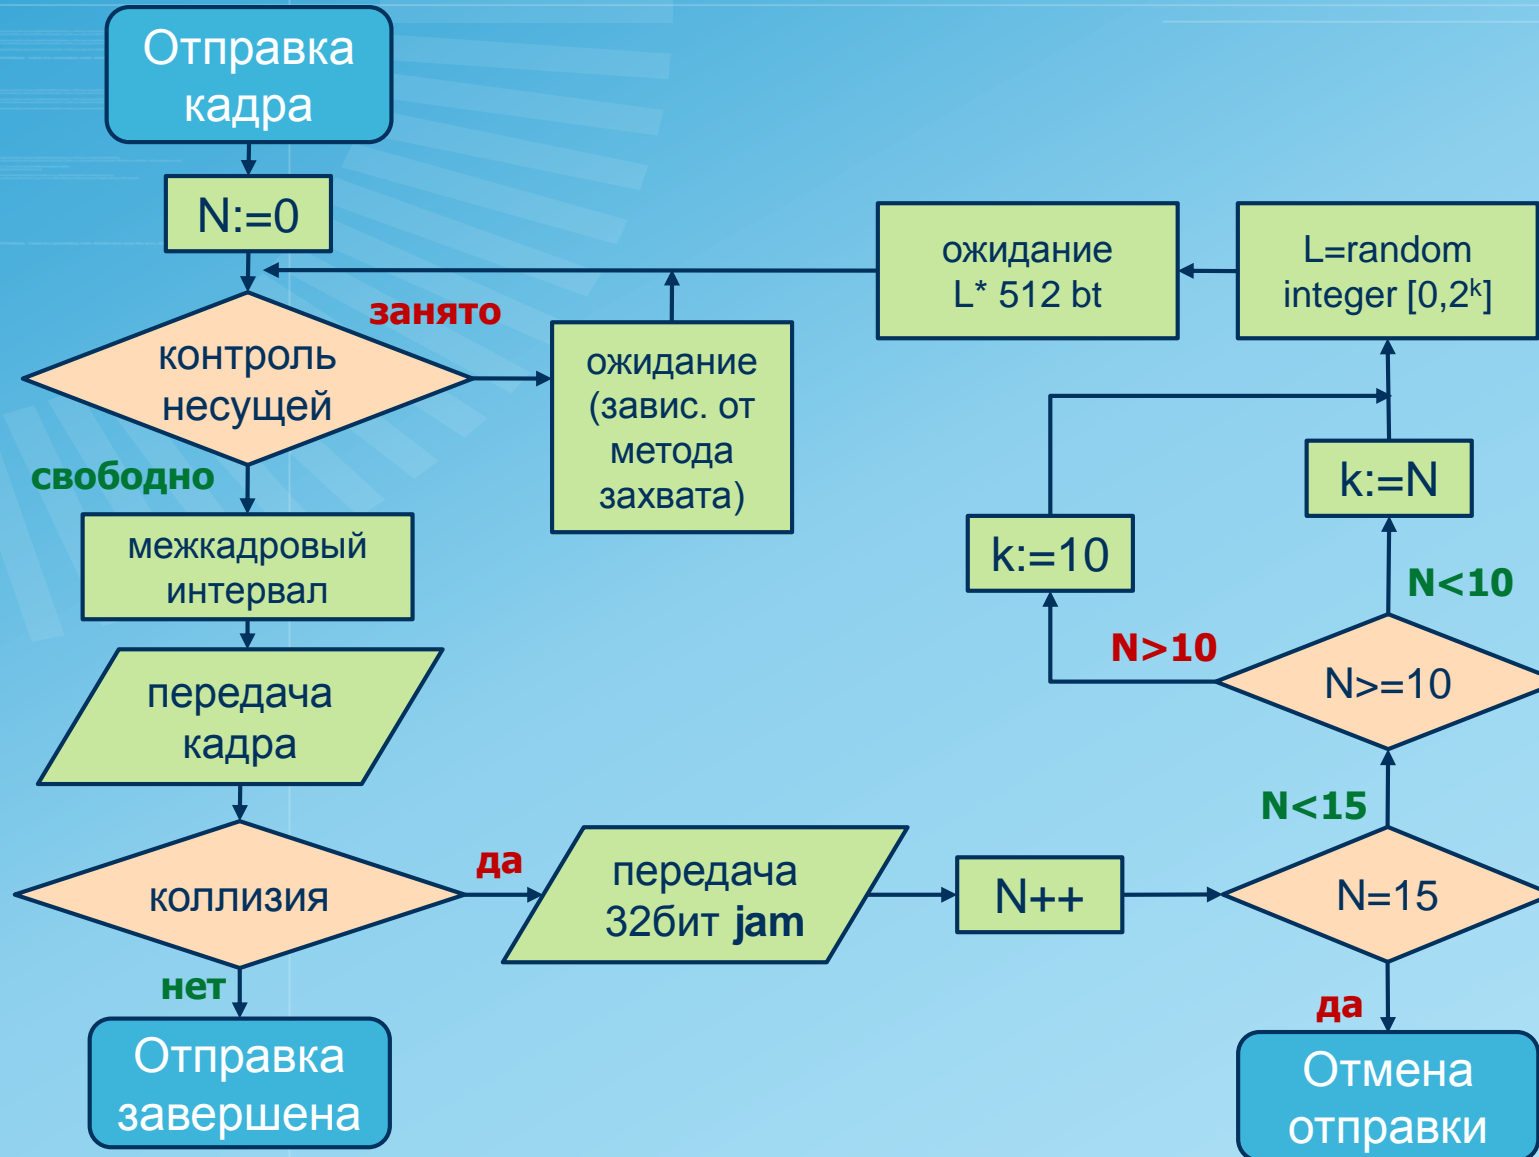 Отправка
кадра
N:=0
занято
контроль
несущей
свободно
ожидание
(завис. от
метода
захвата)
ожидание
L* 512 bt
L=random
integer [0,2ᵏ]
межкадровый
интервал
передача
кадра
коллизия
да
нет
Отправка
завершена
передача
32бит jam
N++
N=15
N<15
да
Отмена
отправки
N>=10
N>10
N<10
k:=10
k:=N